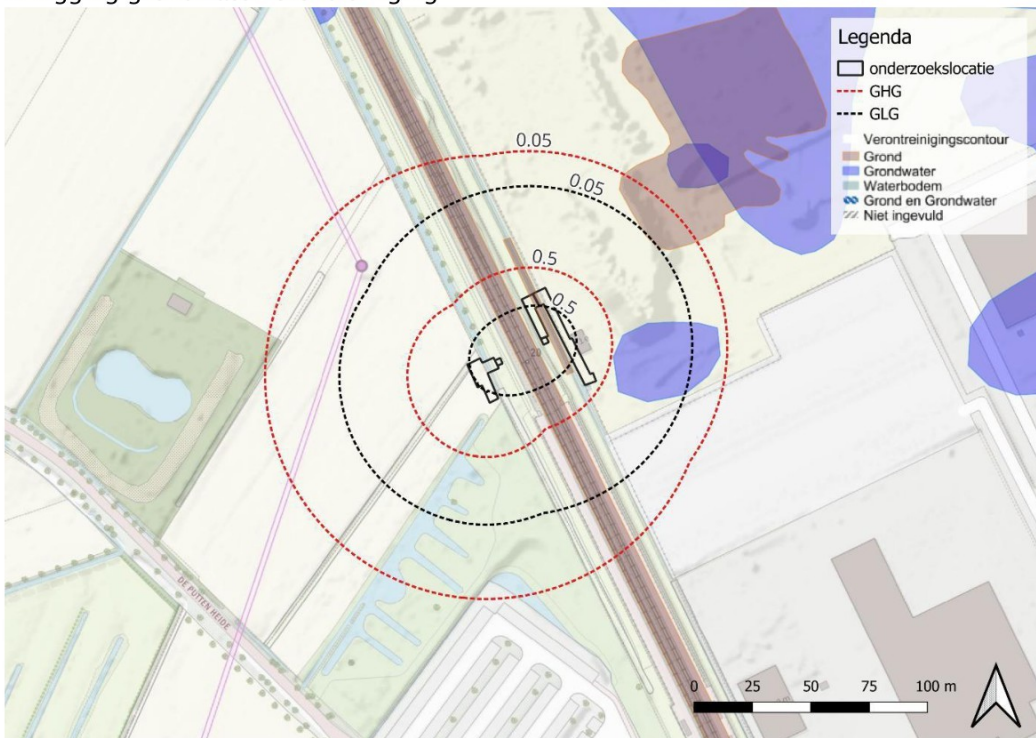 Legenda
onderzoekslocatie
GHG
GLG
Verontreinigingscontour
Grond
Grondwater
Waterbodem
Grond en Grondwater
Niet ingevuld
0.05
0.05
0.5
0.5
20
DE PUTTEN HEIDE
0 25 50 75 100 m